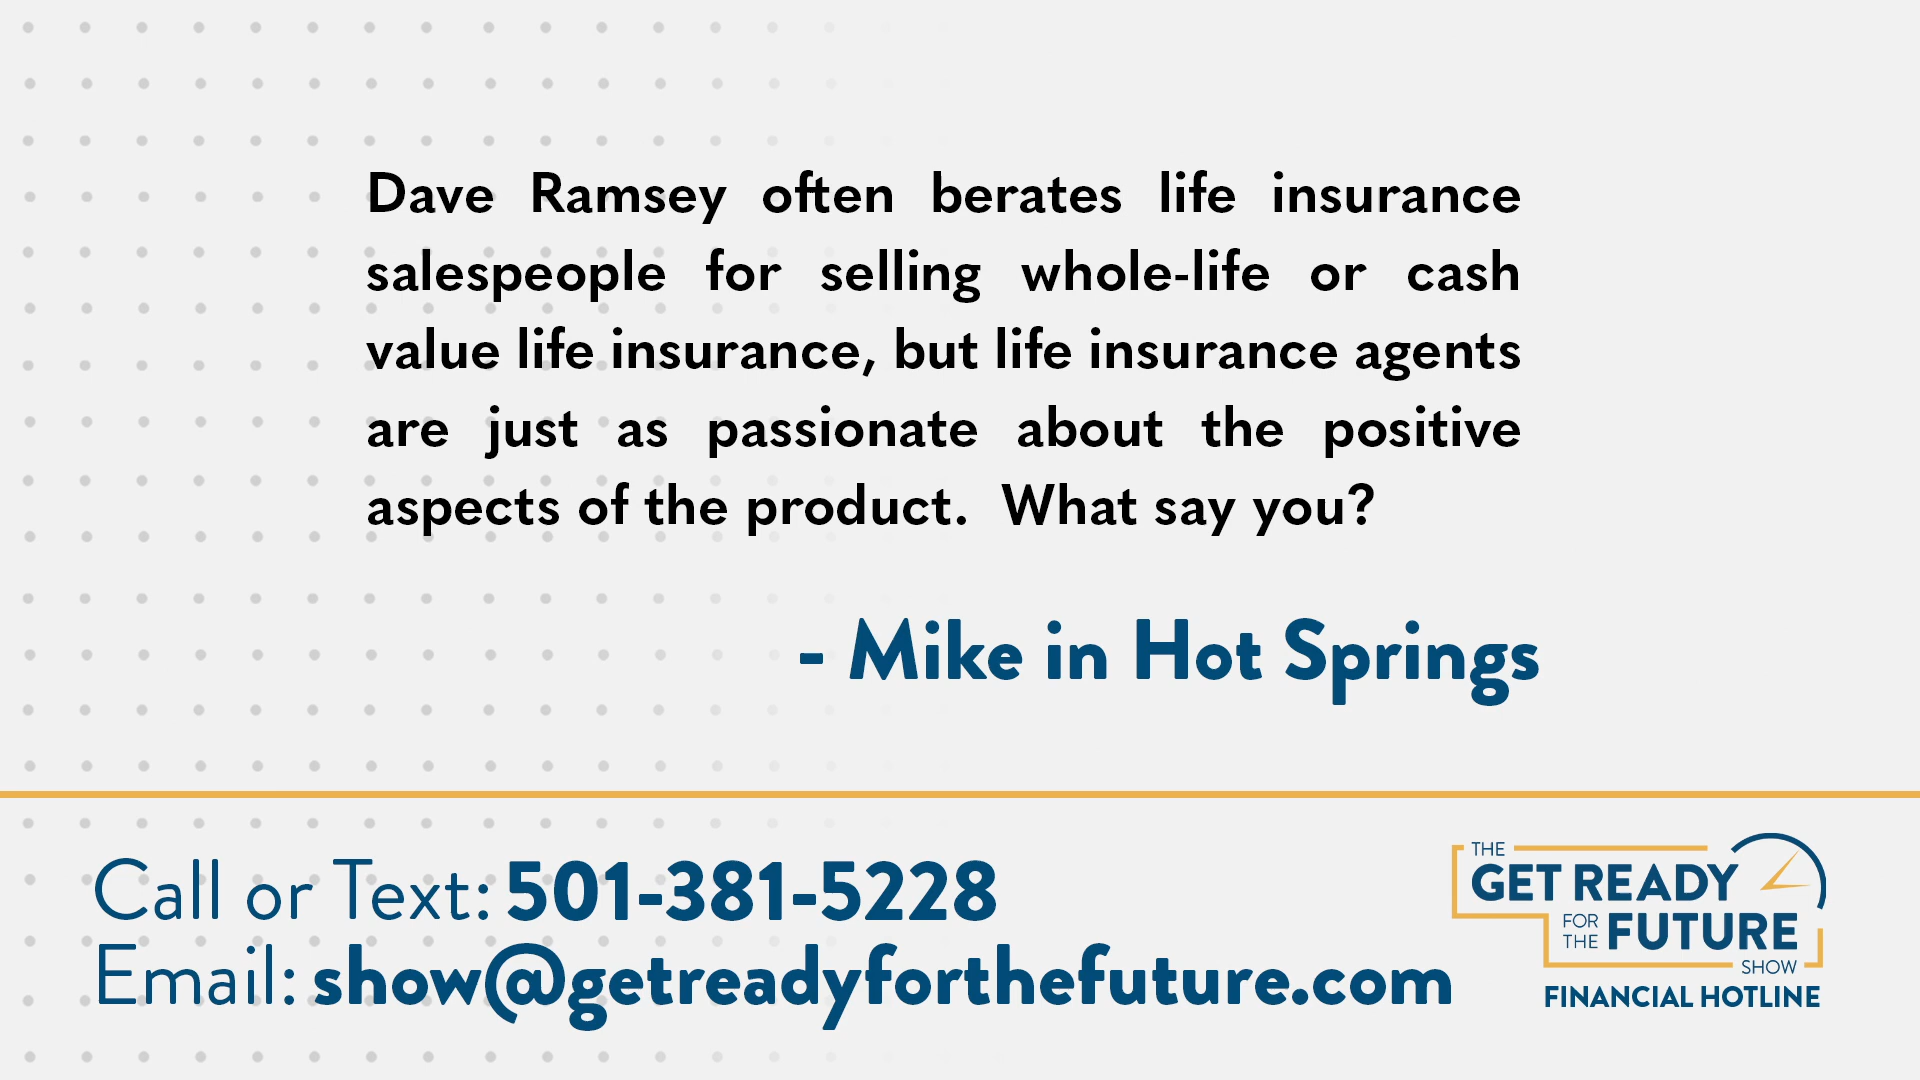 Dave Ramsey often berates life insurance
salespeople for selling whole-life or cash
value life insurance, but life insurance agents
are just as passionate about the positive
aspects of the product.  What say you?
- Mike in Hot Springs
Call or Text: 501-381-5228
Email: show@getreadyforthefuture.com
THE
GET READY
FOR THE FUTURE
SHOW
FINANCIAL HOTLINE